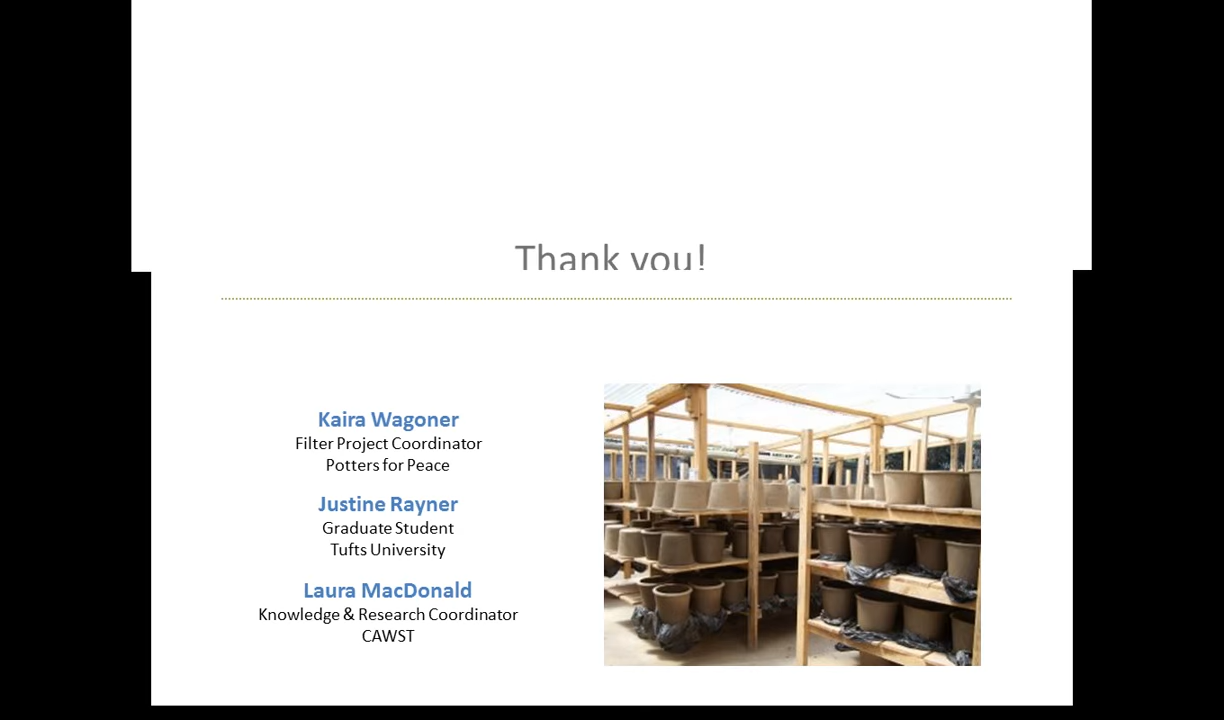 Thank you!
Kaira Wagoner
Filter Project Coordinator
Potters for Peace
Justine Rayner
Graduate Student
Tufts University
Laura MacDonald
Knowledge & Research Coordinator
CAWST